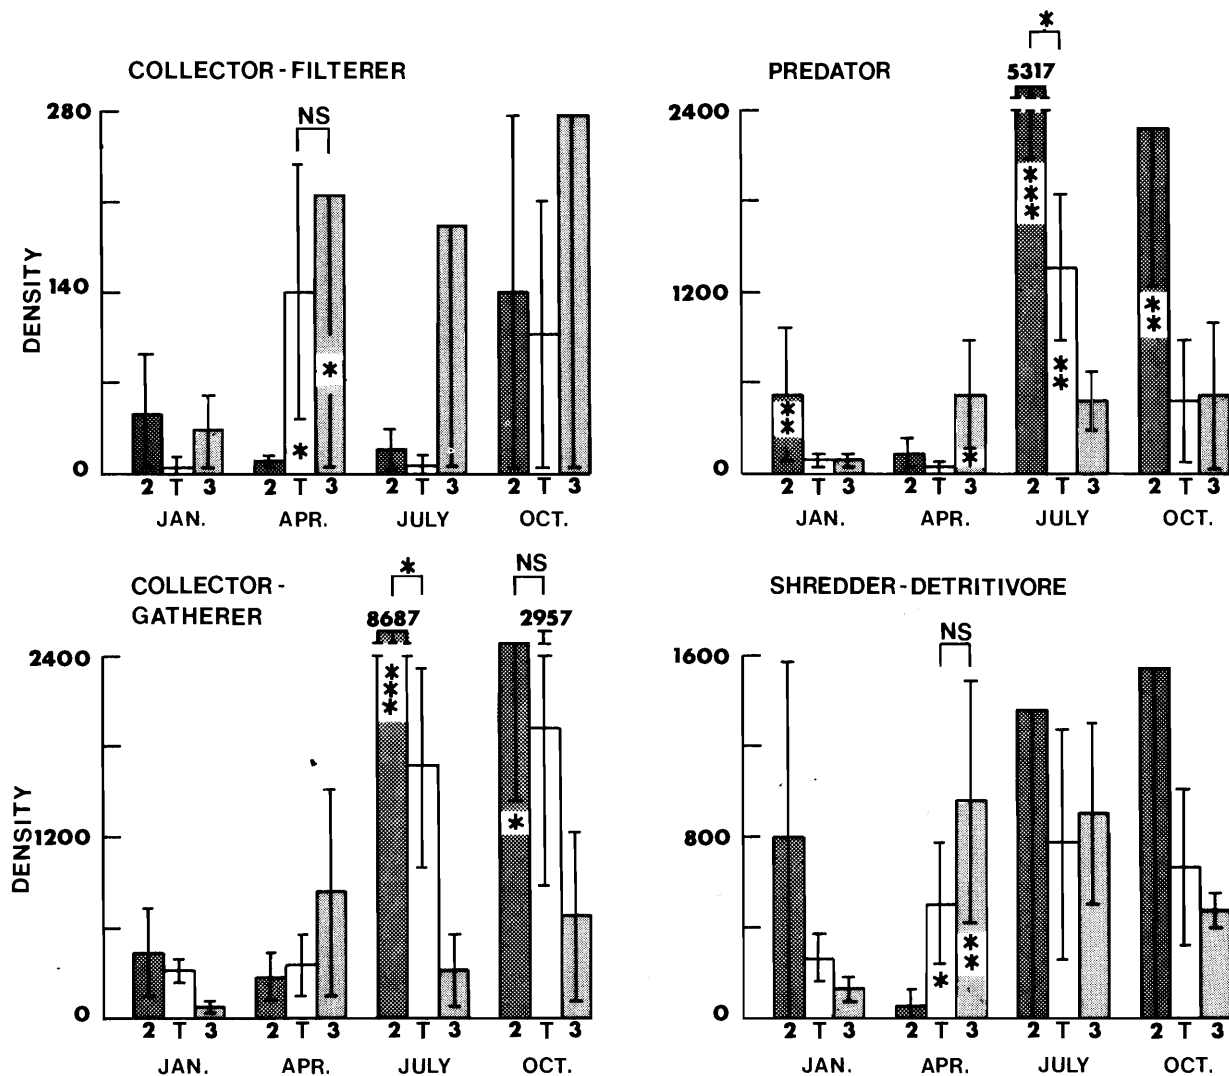 COLLECTOR-FILTERER
DENSITY
280
140
0
NS
*
*
2 T 3 2 T 3 2 T 3 2 T 3
JAN. APR. JULY OCT.
PREDATOR
*
5317
2400
1200
0
**
*
***
**
**
2 T 3 2 T 3 2 T 3 2 T 3
JAN. APR. JULY OCT.
COLLECTOR-
GATHERER
DENSITY
* NS
8687 2957
2400
1200
0
***
*
2 T 3 2 T 3 2 T 3 2 T 3
JAN. APR. JULY OCT.
SHREDDER-DETRITIVORE
NS
1600
800
0
*
**
2 T 3 2 T 3 2 T 3 2 T 3
JAN. APR. JULY OCT.